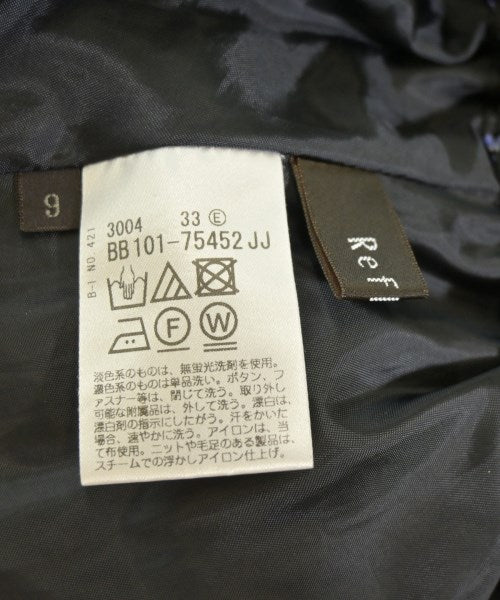 9
B-I NO. 421
3004 33 E
BB 101-75452 JJ
F W
淡色系のものは、無蛍光洗剤を使用。
濃色系のものは単品洗い。ボタン、フ
ァスナー等は、閉じて洗う。取り外し
可能な附属品は、外して洗う。漂白は、
漂白剤の指示にしたがう。汗をかいた
場合、速やかに洗う。アイロンは、当
て布使用。ニットや毛足のある製品は、
スチームでの浮かしアイロン仕上げ。
Ref